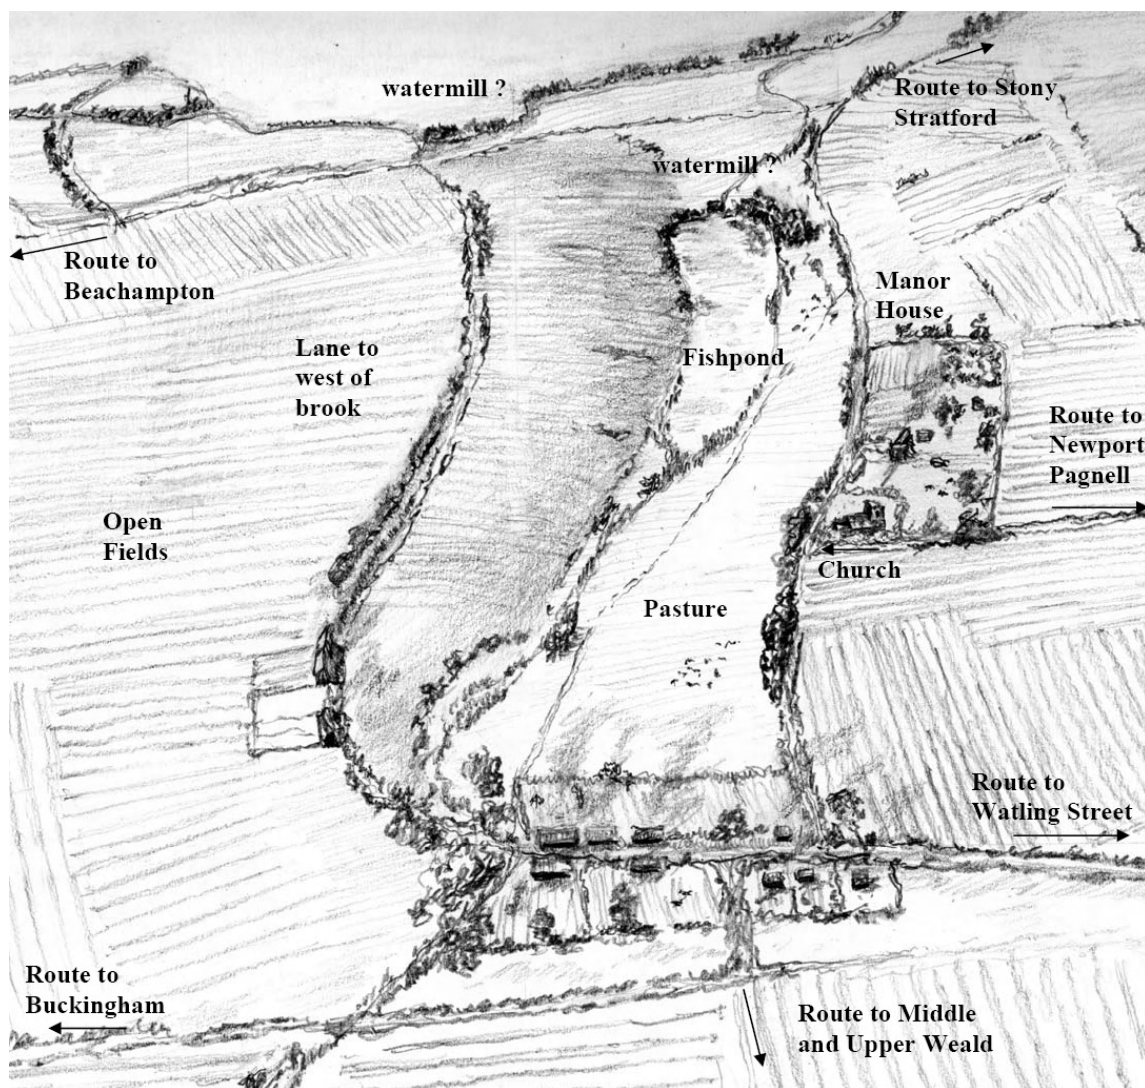 watermill ?
Route to Stony
Stratford
watermill ?
Route to
Beachampton
Manor
House
Lane to
west of
brook
Fishpond
Route to
Newport
Pagnell
Open
Fields
Church
Pasture
Route to
Watling Street
Route to
Buckingham
Route to Middle
and Upper Weald